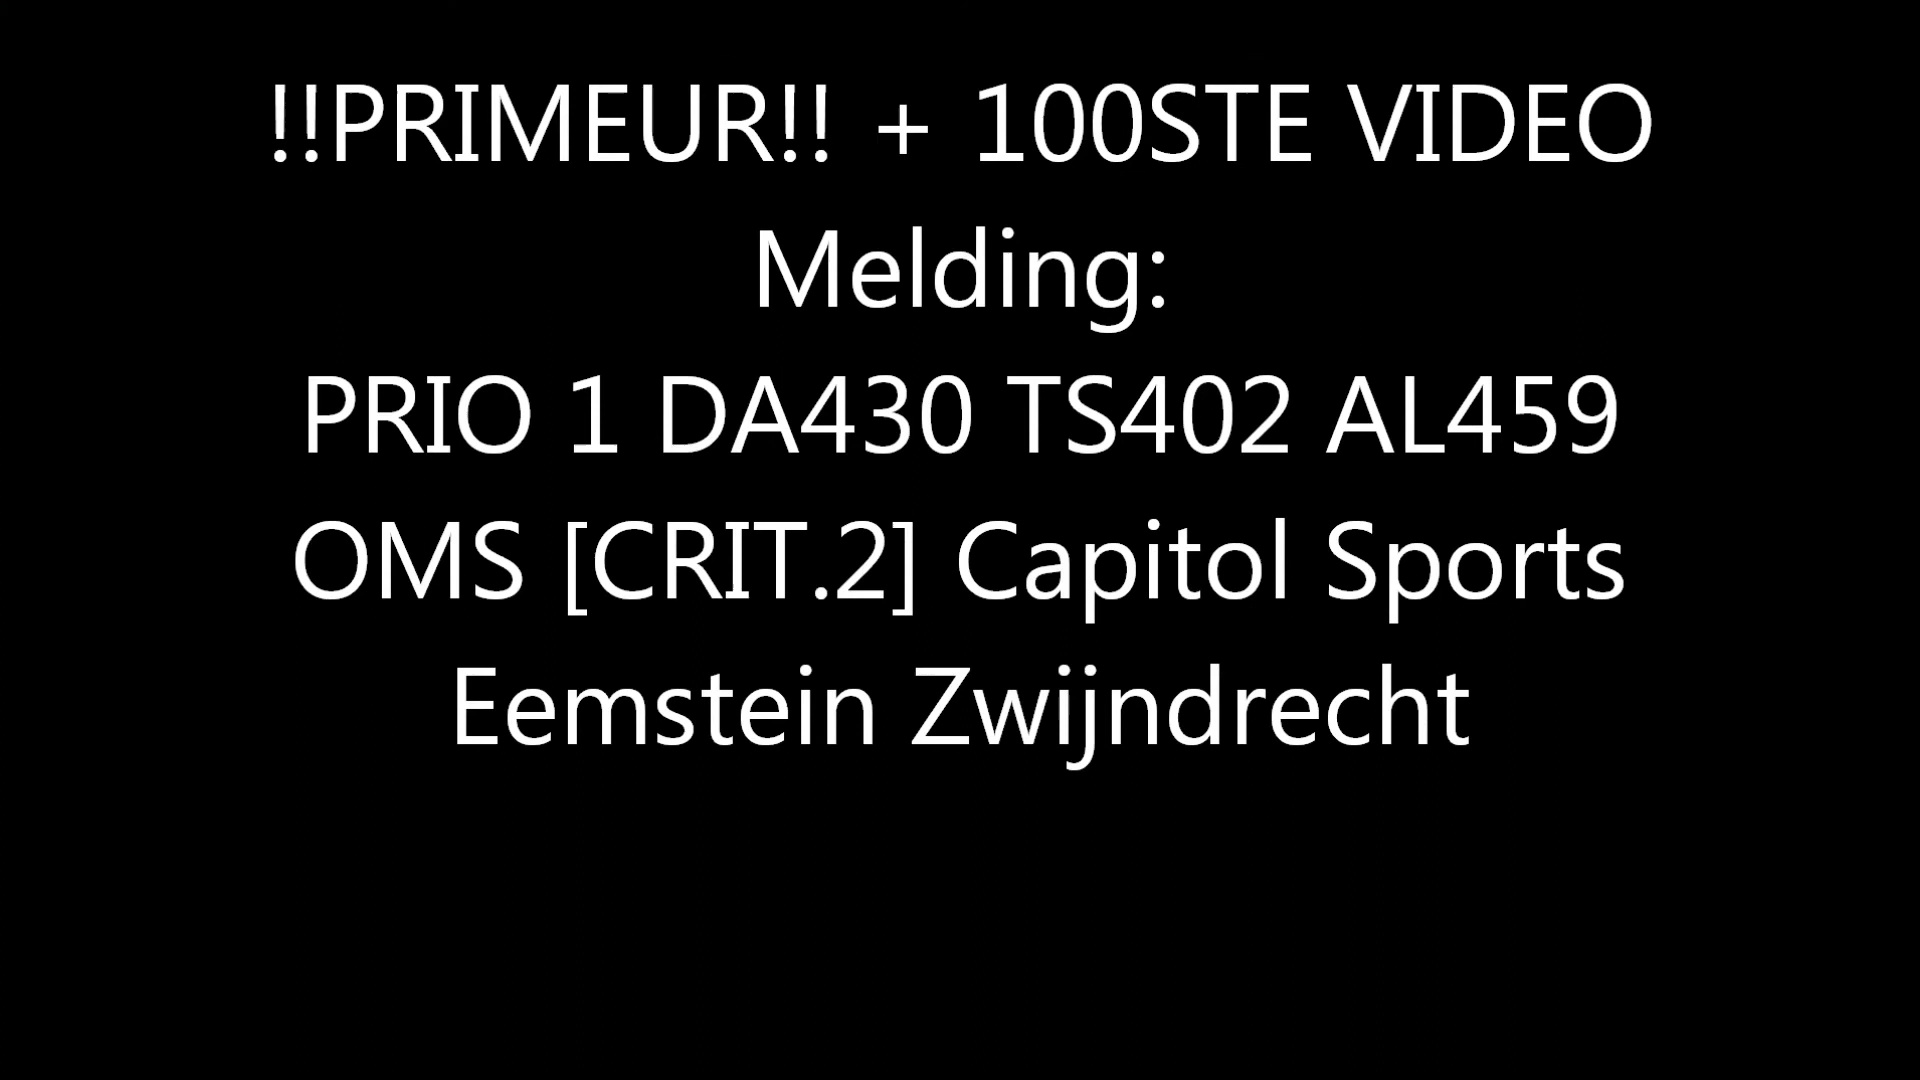 !!PRIMEUR!! + 100STE VIDEO
Melding:
PRIO 1 DA430 TS402 AL459
OMS [CRIT.2] Capitol Sports
Eemstein Zwijndrecht